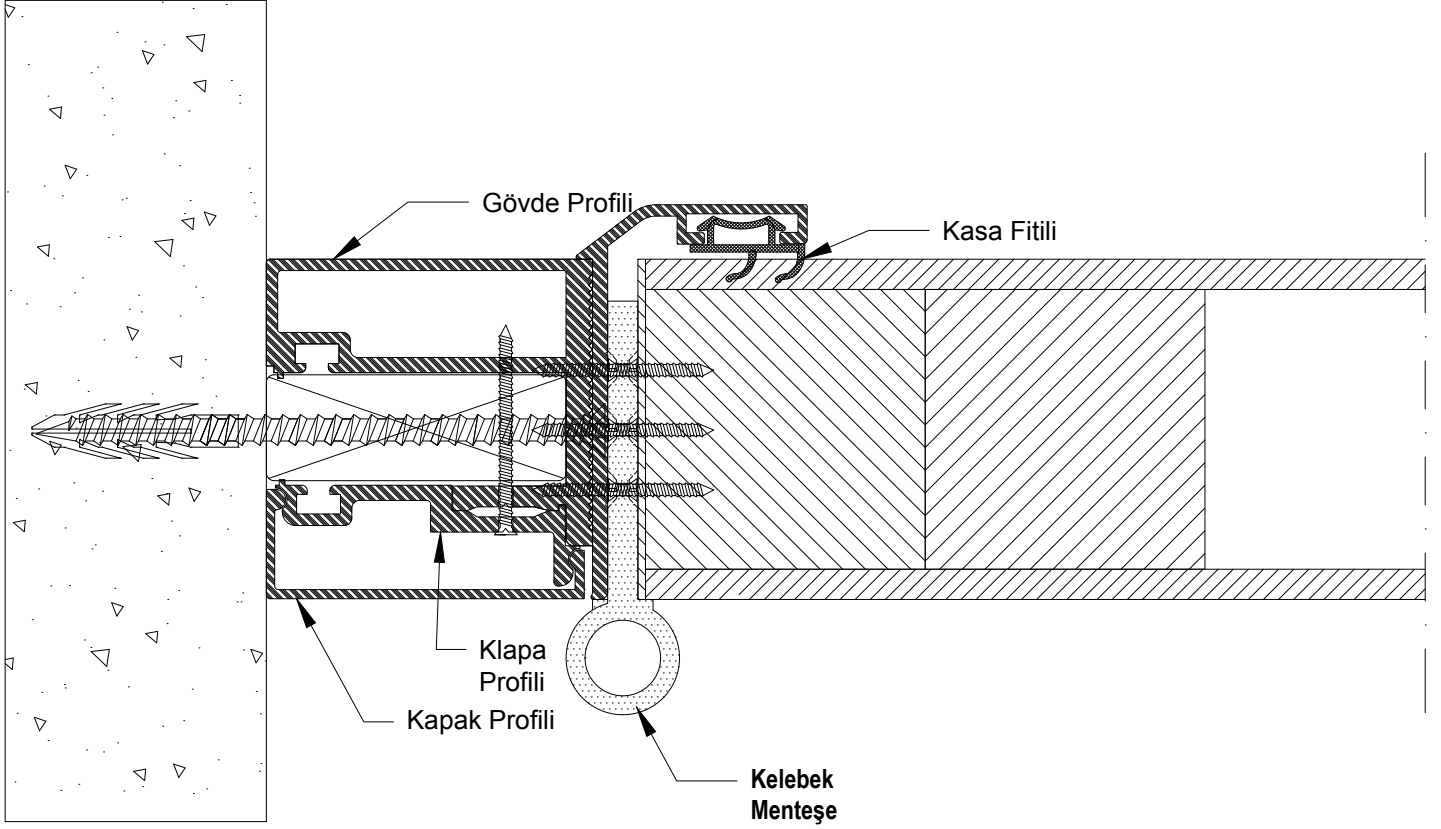 Gövde Profili
Kasa Fitili
Klapa
Profili
Kapak Profili
Kelebek
Menteşe